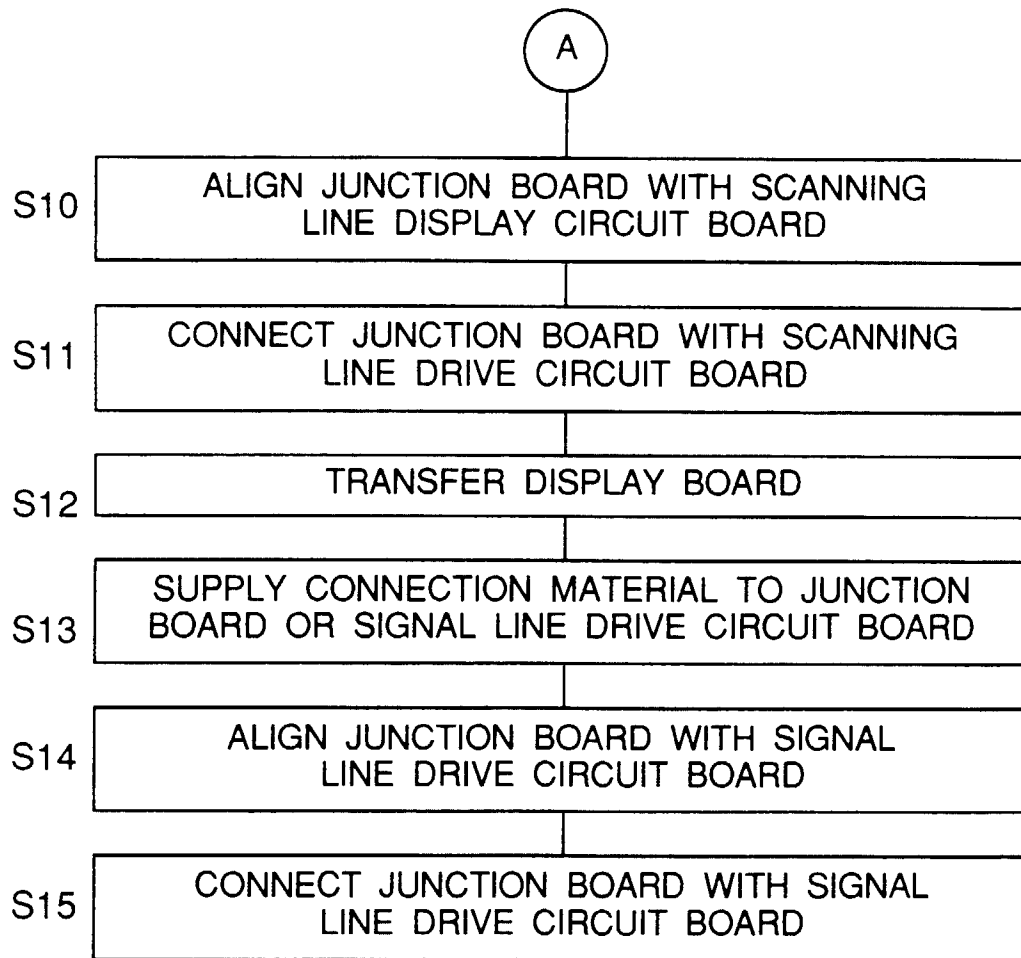 A
S10
ALIGN JUNCTION BOARD WITH SCANNING
LINE DISPLAY CIRCUIT BOARD
S11
CONNECT JUNCTION BOARD WITH SCANNING
LINE DRIVE CIRCUIT BOARD
S12
TRANSFER DISPLAY BOARD
S13
SUPPLY CONNECTION MATERIAL TO JUNCTION
BOARD OR SIGNAL LINE DRIVE CIRCUIT BOARD
S14
ALIGN JUNCTION BOARD WITH SIGNAL
LINE DRIVE CIRCUIT BOARD
S15
CONNECT JUNCTION BOARD WITH SIGNAL
LINE DRIVE CIRCUIT BOARD